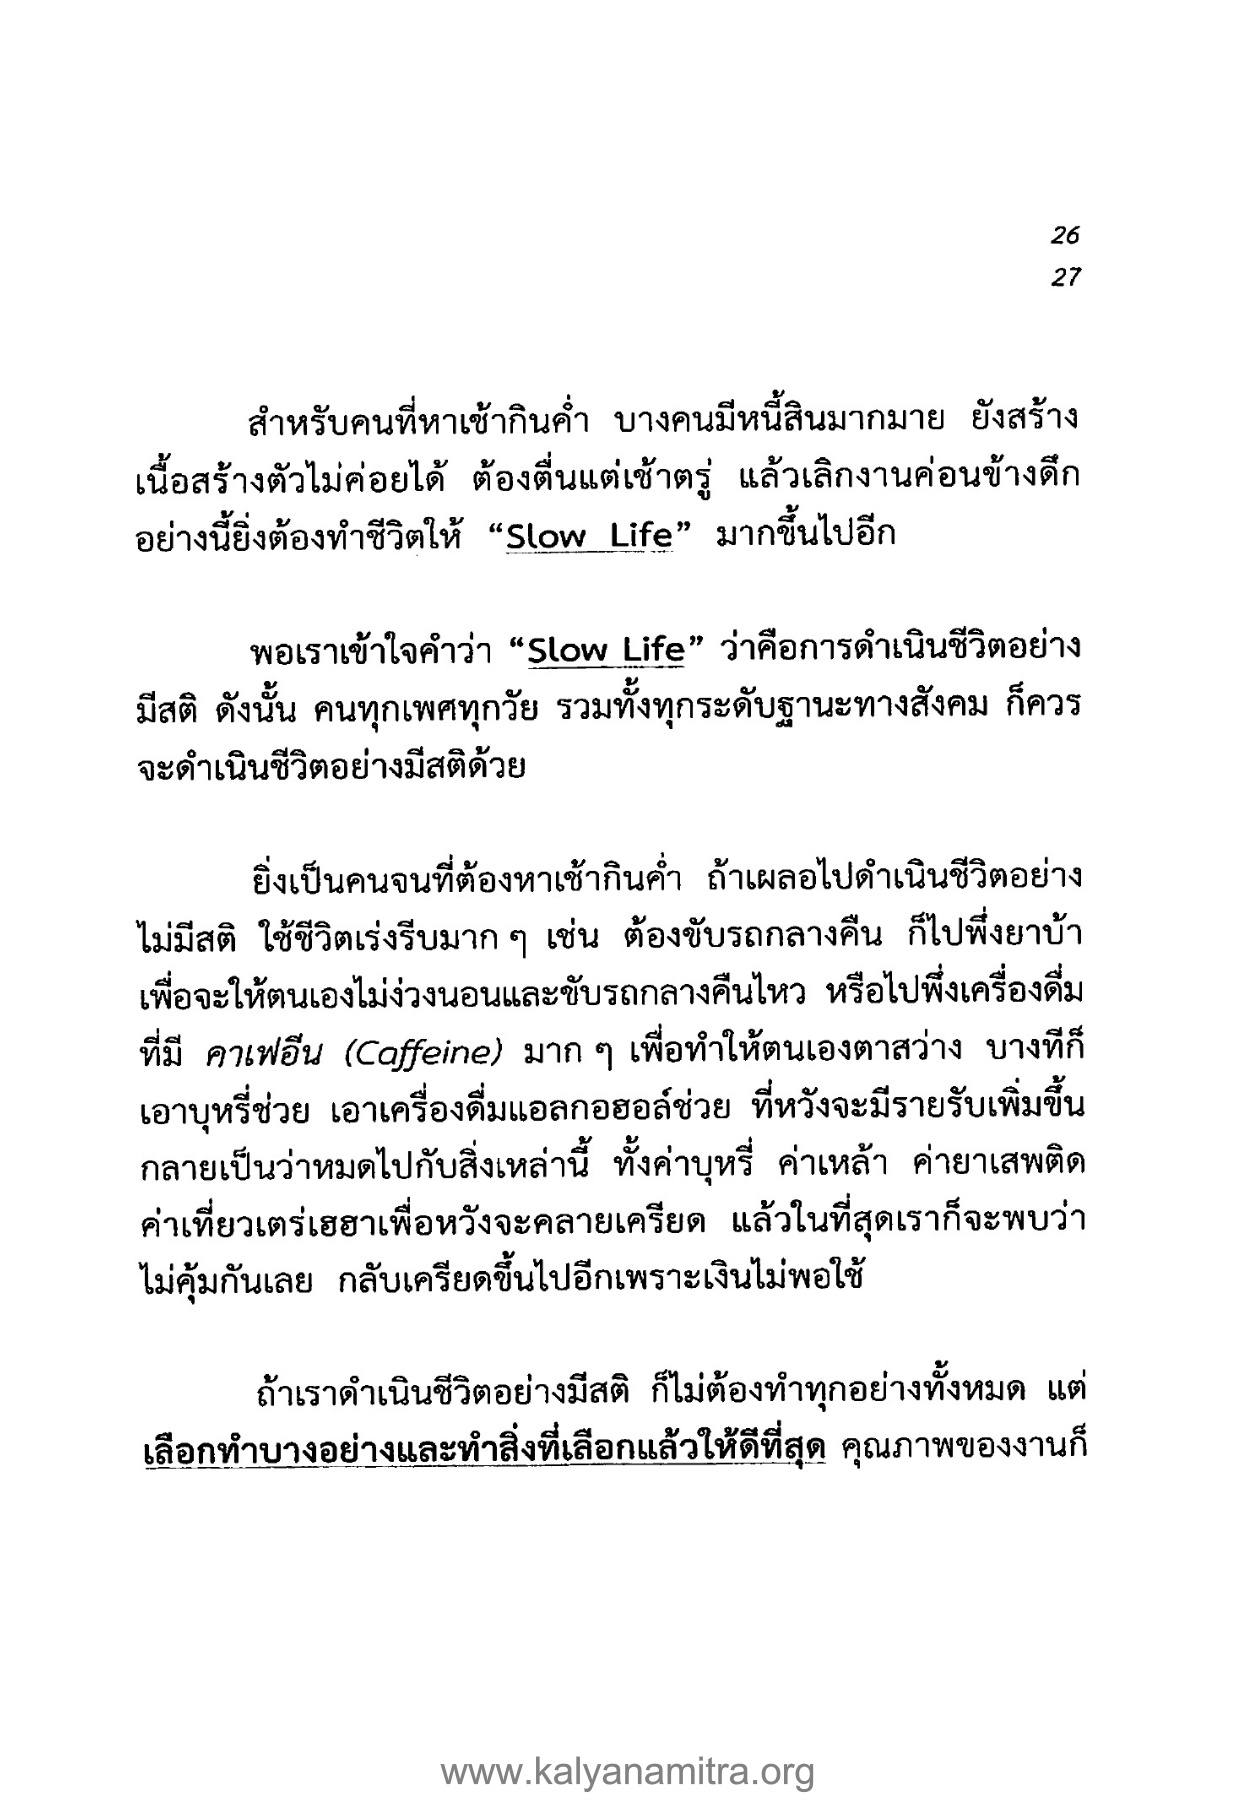 26
27
สำหรับคนที่หาเช้ากินค่ำ บางคนมีหนี้สินมากมาย ยังสร้าง
เนื้อสร้างตัวไม่ค่อยได้ ต้องตื่นแต่เช้าตรู่ แล้วเลิกงานค่อนข้างดึก
อย่างนี้ยิ่งต้องทำชีวิตให้ “Slow Life” มากขึ้นไปอีก
พอเราเข้าใจคำว่า “Slow Life” ว่าคือการดำเนินชีวิตอย่าง
มีสติ ดังนั้น คนทุกเพศทุกวัย รวมทั้งทุกระดับฐานะทางสังคม ก็ควร
จะดำเนินชีวิตอย่างมีสติด้วย
ยิ่งเป็นคนจนที่ต้องหาเช้ากินค่ำ ถ้าเผลอไปดำเนินชีวิตอย่าง
ไม่มีสติ ใช้ชีวิตเร่งรีบมาก ๆ เช่น ต้องขับรถกลางคืน ก็ไปพึ่งยาบ้า
เพื่อจะให้ตนเองไม่ง่วงนอนและขับรถกลางคืนไหว หรือไปพึ่งเครื่องดื่ม
ที่มี คาเฟอีน (Caffeine) มาก ๆ เพื่อทำให้ตนเองตาสว่าง บางทีก็
เอาบุหรี่ช่วย เอาเครื่องดื่มแอลกอฮอล์ช่วย ที่หวังจะมีรายรับเพิ่มขึ้น
กลายเป็นว่าหมดไปกับสิ่งเหล่านี้ ทั้งค่าบุหรี่ ค่าเหล้า ค่ายาเสพติด
ค่าเที่ยวเตร่เฮฮาเพื่อหวังจะคลายเครียด แล้วในที่สุดเราก็จะพบว่า
ไม่คุ้มกันเลย กลับเครียดขึ้นไปอีกเพราะเงินไม่พอใช้
ถ้าเราดำเนินชีวิตอย่างมีสติ ก็ไม่ต้องทำทุกอย่างทั้งหมด แต่
เลือกทำบางอย่างและทำสิ่งที่เลือกแล้วให้ดีที่สุด คุณภาพของงานก็
www.kalyanamitra.org